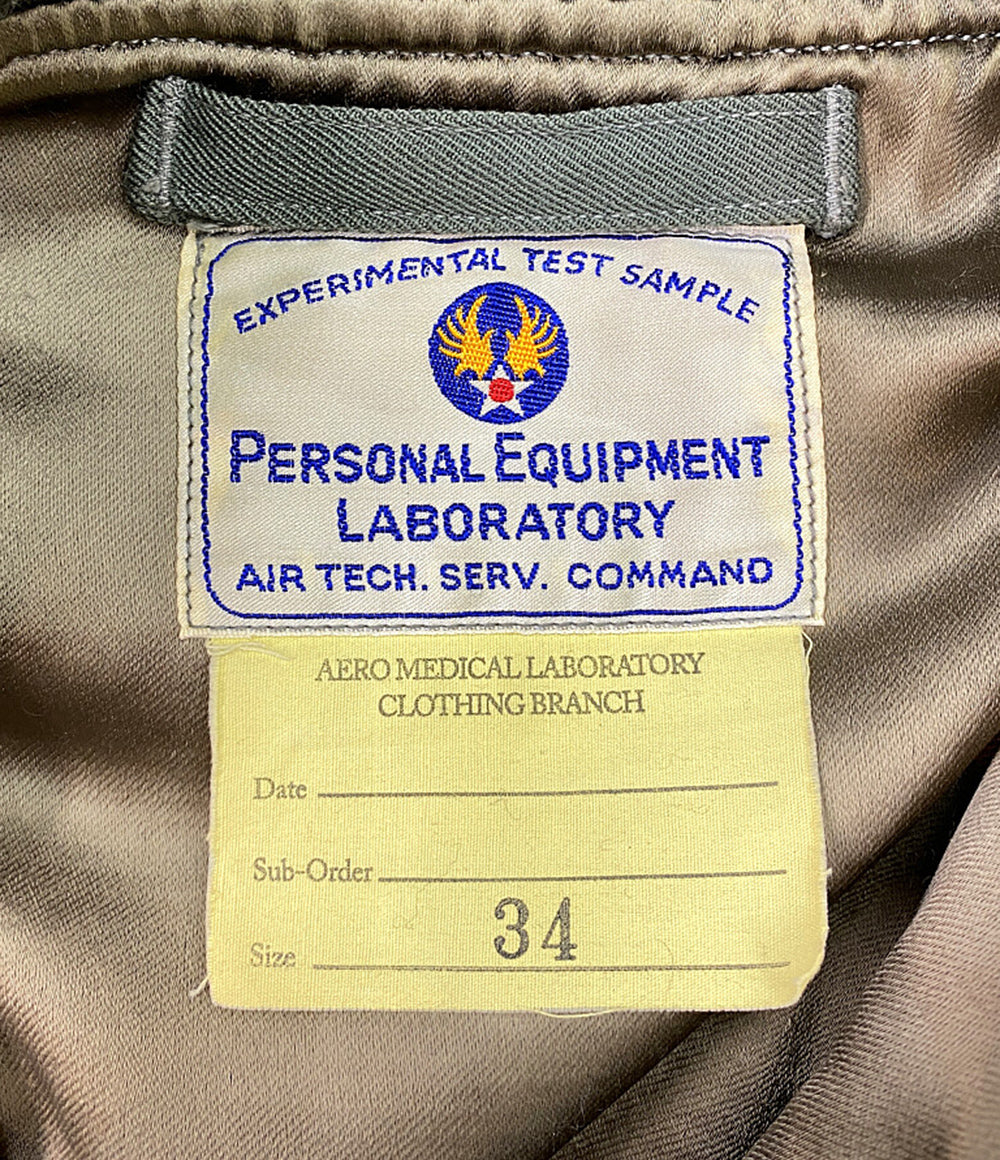 EXPERIMENTAL TEST SAMPLE
PERSONAL EQUIPMENT
LABORATORY
AIR TECH. SERV. COMMAND
AERO MEDICAL LABORATORY
CLOTHING BRANCH
Date
Sub-Order
Size 34